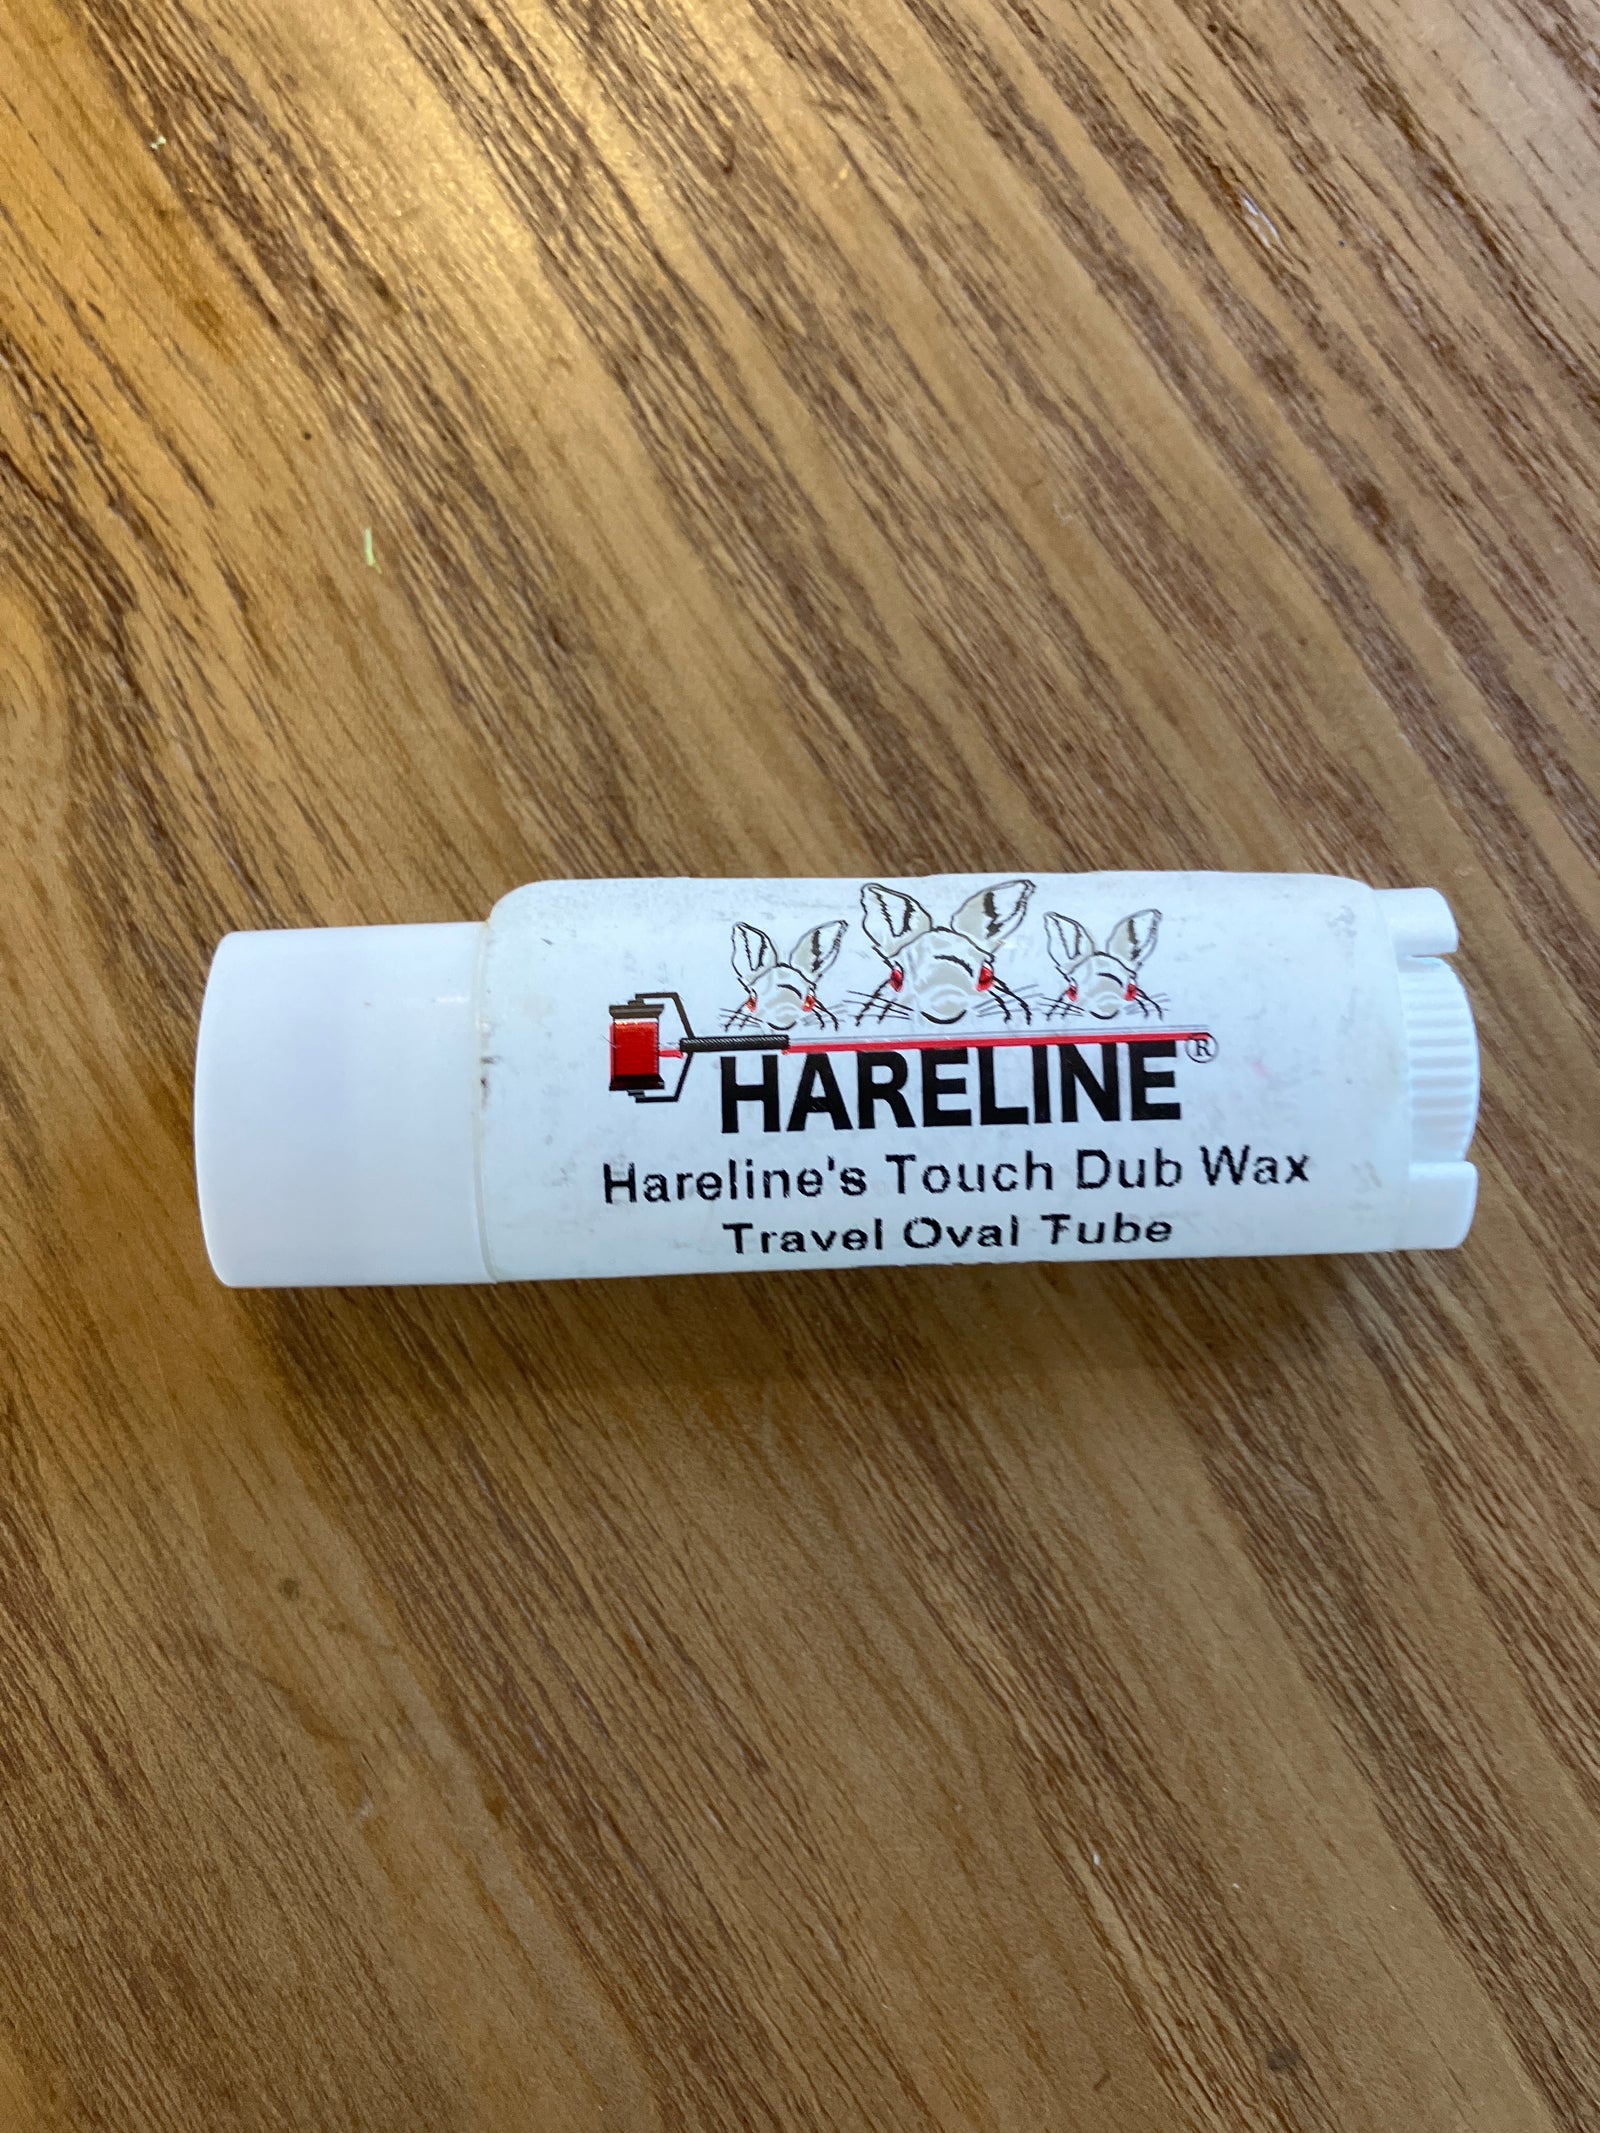 HARELINE®
Hareline's Touch Dub Wax
Travel Oval Tube